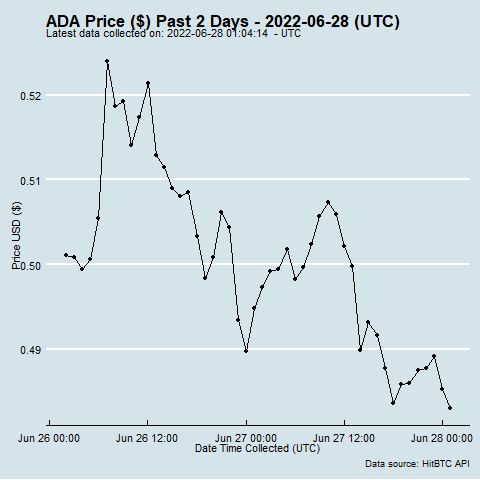 ADA Price ($) Past 2 Days - 2022-06-28 (UTC)
Latest data collected on: 2022-06-28 01:04:14 - UTC
0.52
0.51
0.50
0.49
Price USD ($)
Jun 26 00:00 Jun 26 12:00 Jun 27 00:00 Jun 27 12:00 Jun 28 00:00
Date Time Collected (UTC)
Data source: HitBTC API